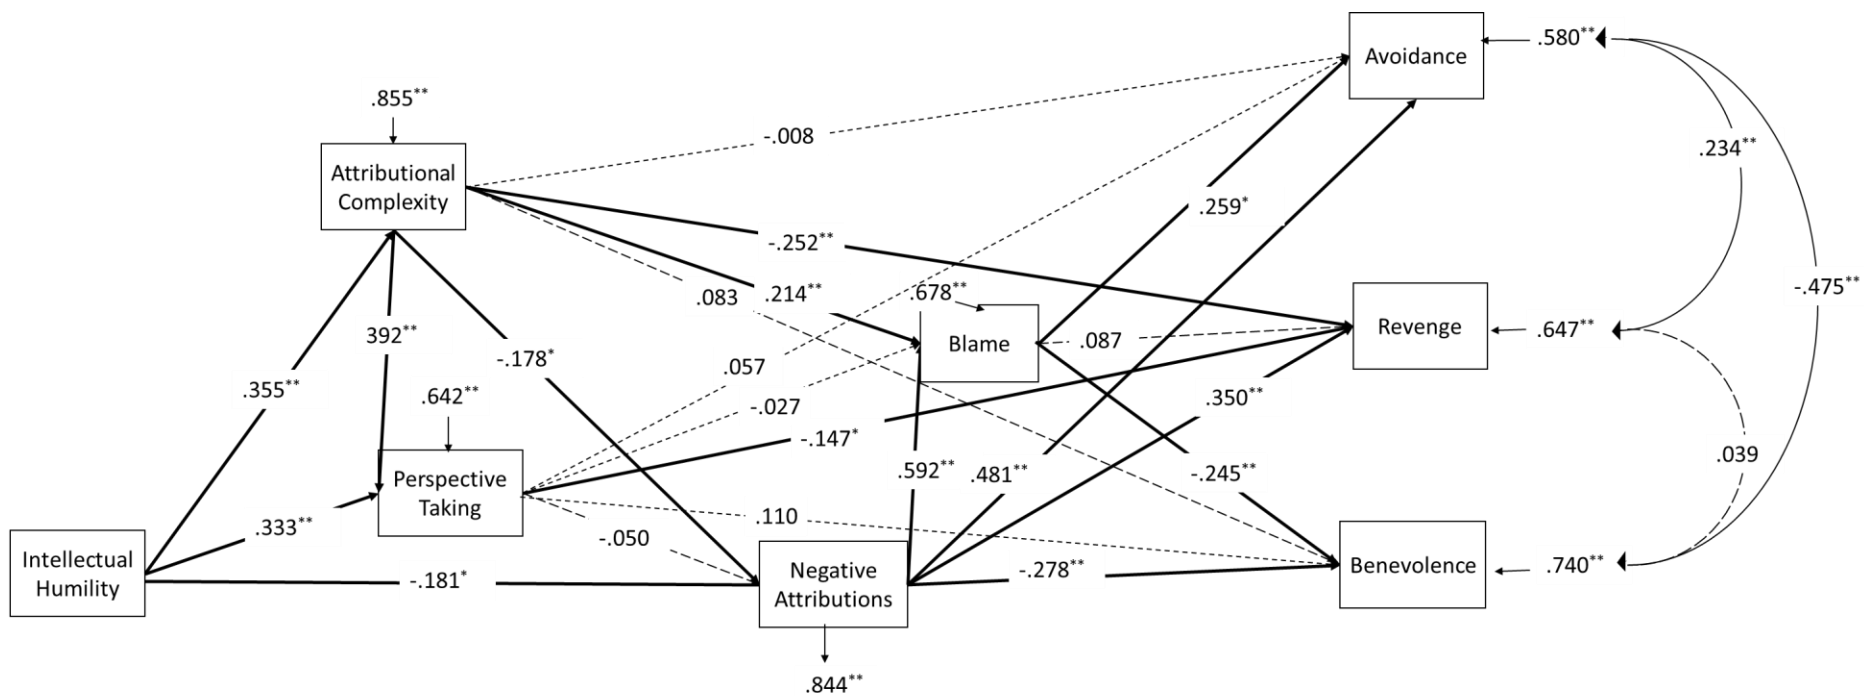 Avoidance
.580**
.855**
-.008
.234**
Attributional
Complexity
.259*
-.252**
-.475**
.083
.214**
.678**
392**
Blame
.087
Revenge
.647**
-.178*
.057
.355**
.642**
-.027
.350**
-.147*
.039
Perspective
Taking
.592**
.481**
-.245**
.333**
.110
-.050
Intellectual
Humility
-.181*
Negative
Attributions
-.278**
Benevolence
.740**
.844**